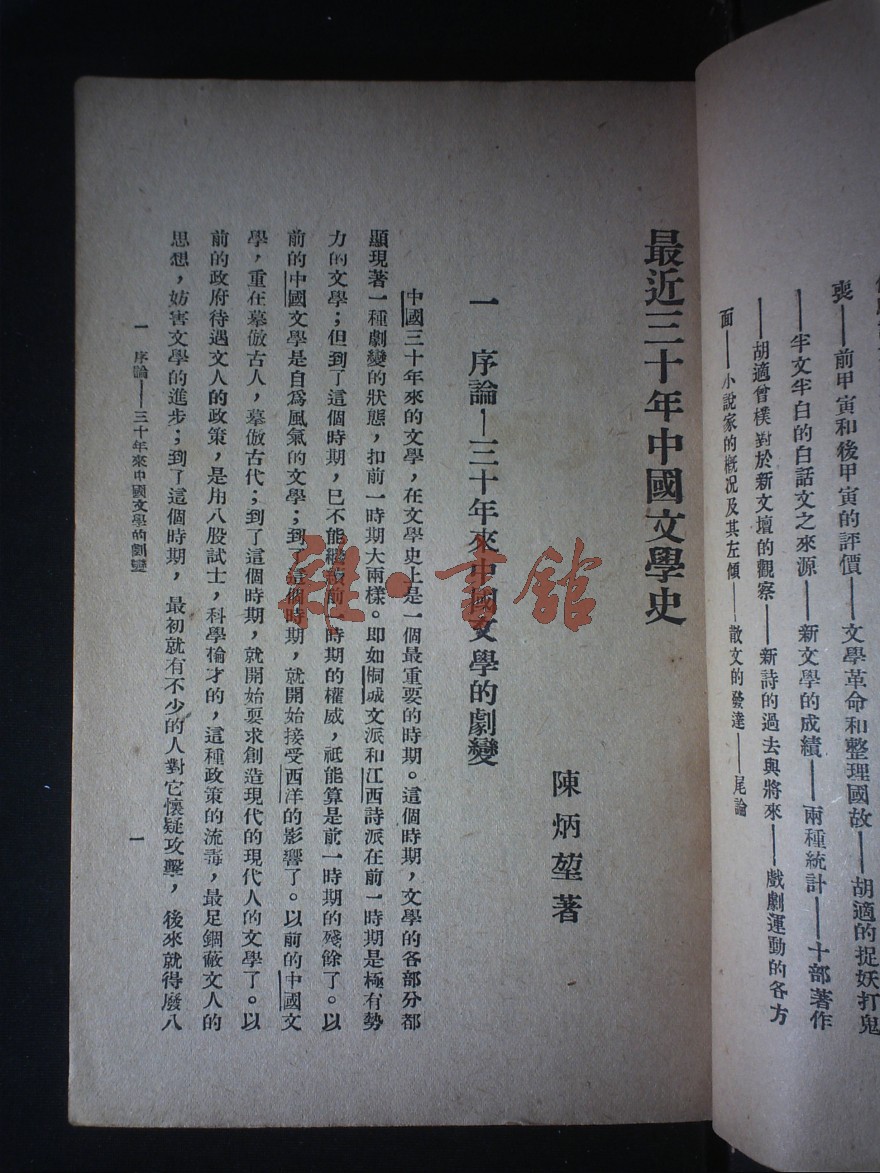 喪——前甲寅和後甲寅的評價——文學革命和整理國故——胡適的捉妖打鬼
——半文半白的白話文之來源——新文學的成績——兩種統計——十部著作
——胡適曾樸對於新文壇的觀察——新詩的過去與將來——戲劇運動的各方
面——小說家的概況及其左傾——散文的發達——尾論
最近三十年中國文學史
陳炳堃著
一 序論—三十年來中國文學的劇變
中國三十年來的文學，在文學史上是一個最重要的時期。這個時期，文學的各部分都
顯現著一種劇變的狀態，扣前一時期大兩樣。即如桐城文派和江西詩派在前一時期是極有勢
力的文學；但到了這個時期，已不能維持前一時期的權威，祇能算是前一時期的殘餘了。以
前的中國文學是自爲風氣的文學；到了這個時期，就開始接受西洋的影響了。以前的中國文
學，重在摹倣古人，摹倣古代；到了這個時期，就開始要求創造現代的現代人的文學了。以
前的政府待遇文人的政策，是用八股試士，科學掄才的，這種政策的流毒，最足錮蔽文人的
思想，妨害文學的進步；到了這個時期，最初就有不少的人對它懷疑攻擊，後來就得廢八
一 序論——三十年來中國文學的劇變
一
雜·書館